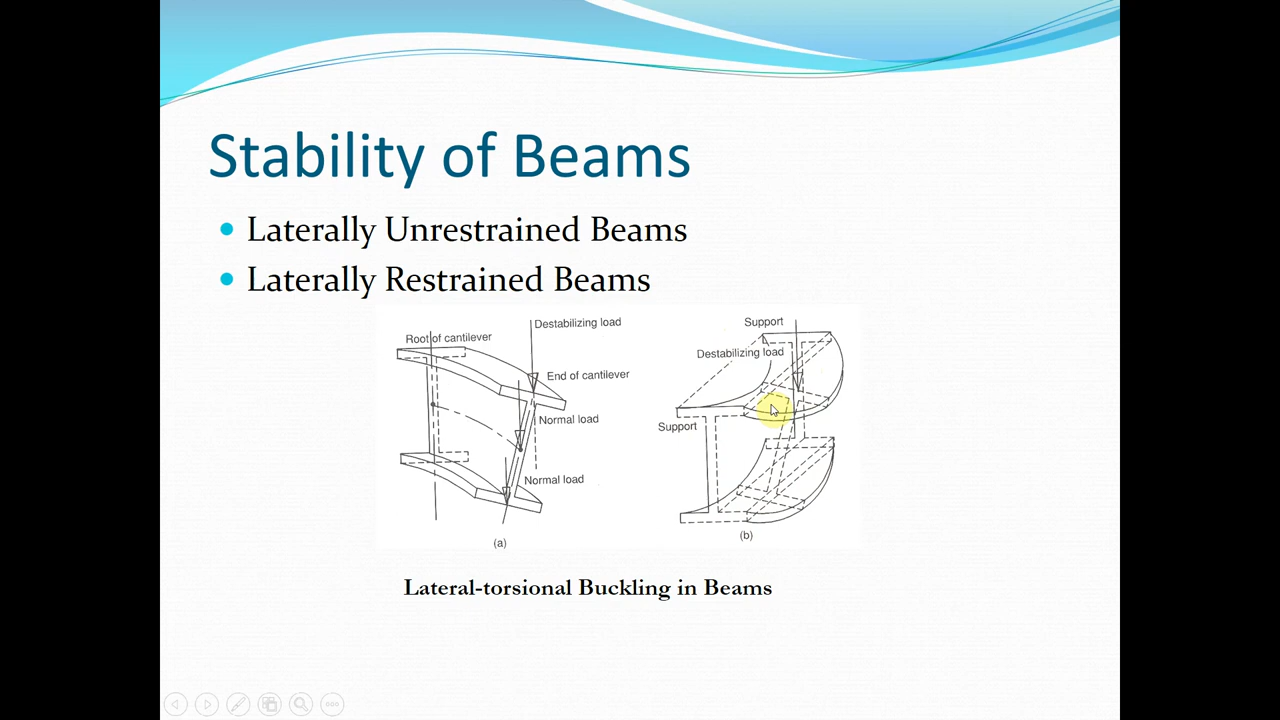 Stability of Beams
Laterally Unrestrained Beams
Laterally Restrained Beams
Root of cantilever
Destabilizing load
End of cantilever
Normal load
Normal load
(a)
Support
Destabilizing load
Support
(b)
Lateral-torsional Buckling in Beams